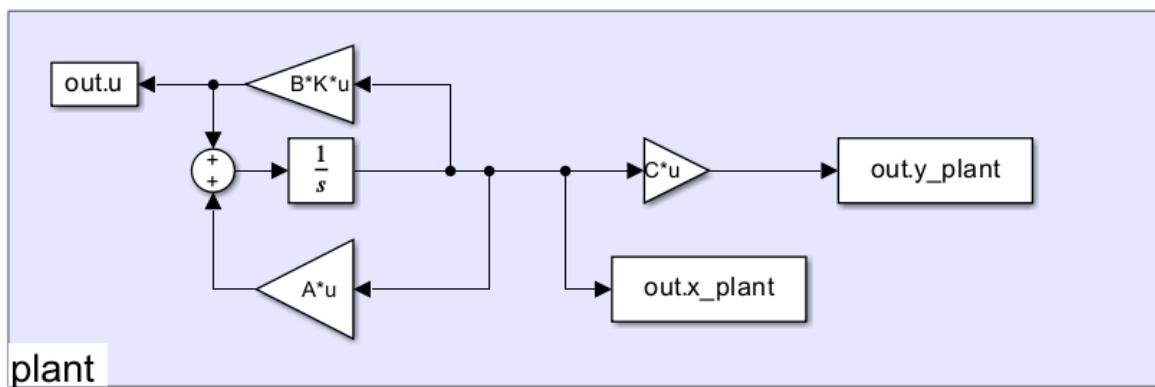 out.u
B*K*u
+
+
1
s
C*u
out.y_plant
A*u
out.x_plant
plant